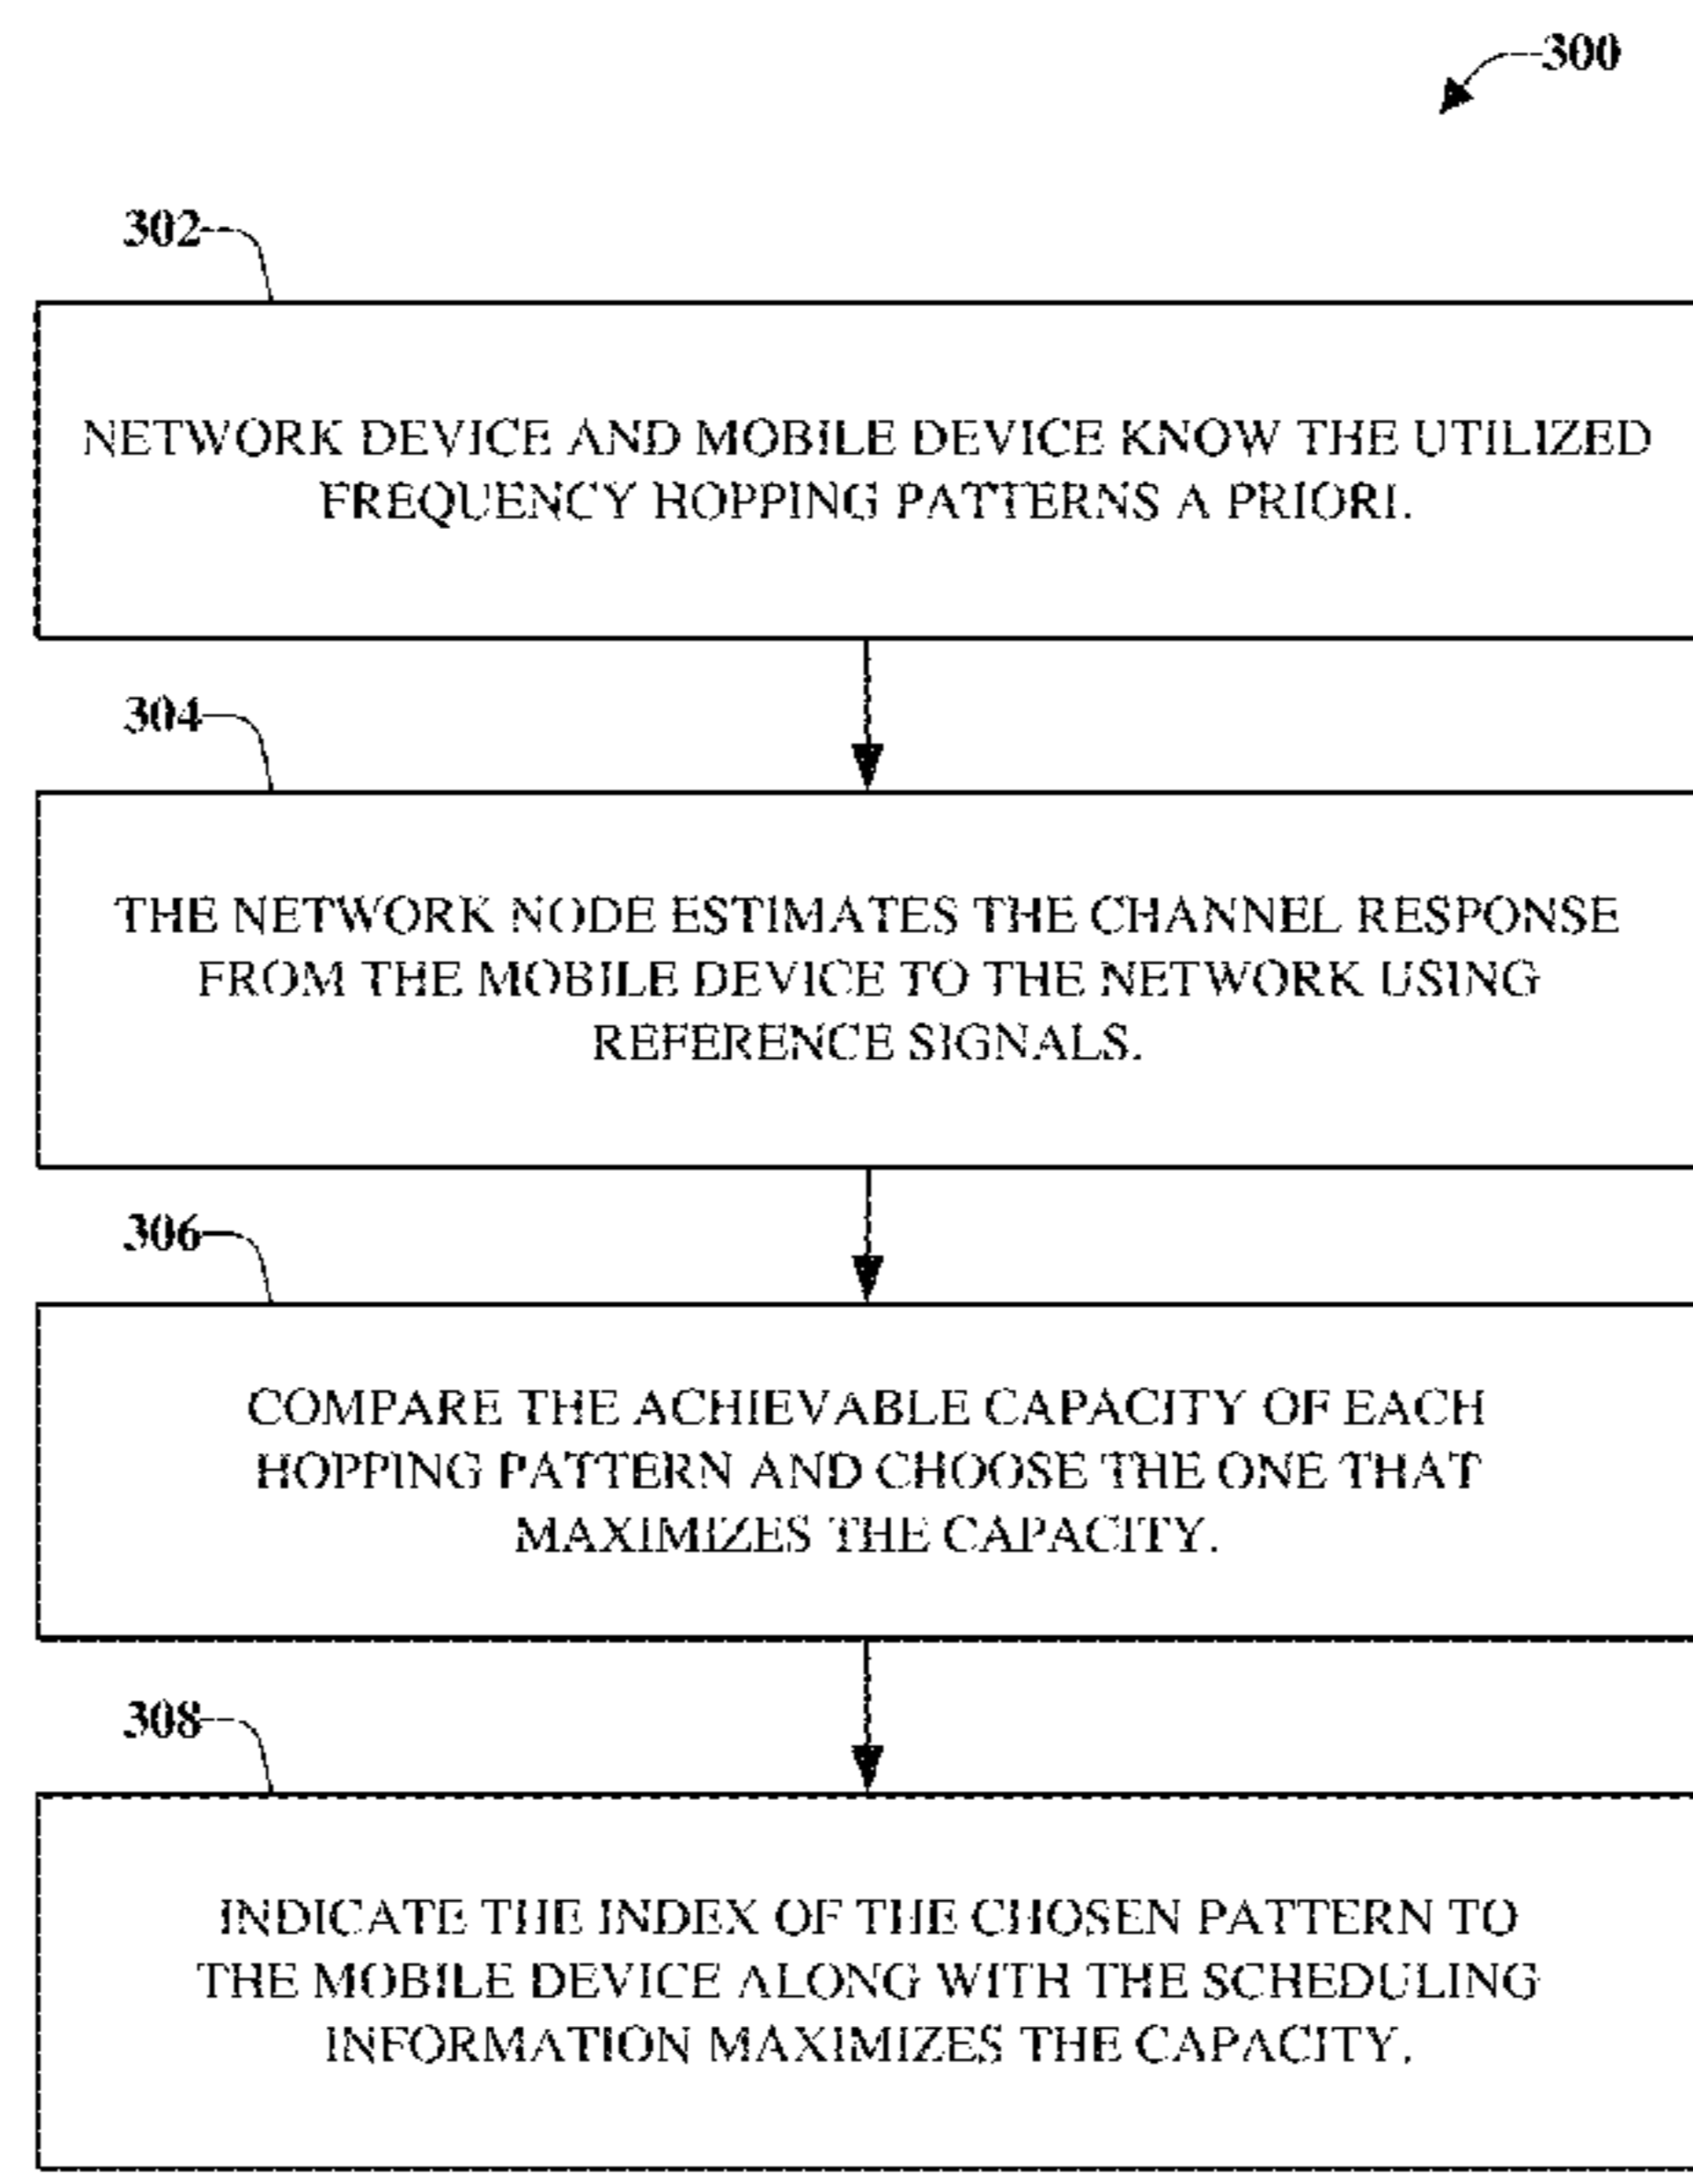 300
302
NETWORK DEVICE AND MOBILE DEVICE KNOW THE UTILIZED
FREQUENCY HOPPING PATTERNS A PRIORI.
304
THE NETWORK NODE ESTIMATES THE CHANNEL RESPONSE
FROM THE MOBILE DEVICE TO THE NETWORK USING
REFERENCE SIGNALS.
306
COMPARE THE ACHIEVABLE CAPACITY OF EACH
HOPPING PATTERN AND CHOOSE THE ONE THAT
MAXIMIZES THE CAPACITY.
308
INDICATE THE INDEX OF THE CHOSEN PATTERN TO
THE MOBILE DEVICE ALONG WITH THE SCHEDULING
INFORMATION MAXIMIZES THE CAPACITY.